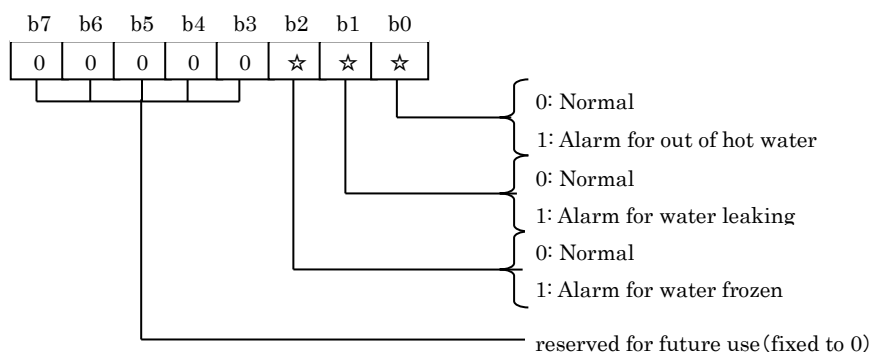 b7 b6 b5 b4 b3 b2 b1 b0
0 0 0 0 0 ☆ ☆ ☆
0: Normal
1: Alarm for out of hot water
0: Normal
1: Alarm for water leaking
0: Normal
1: Alarm for water frozen
reserved for future use(fixed to 0)